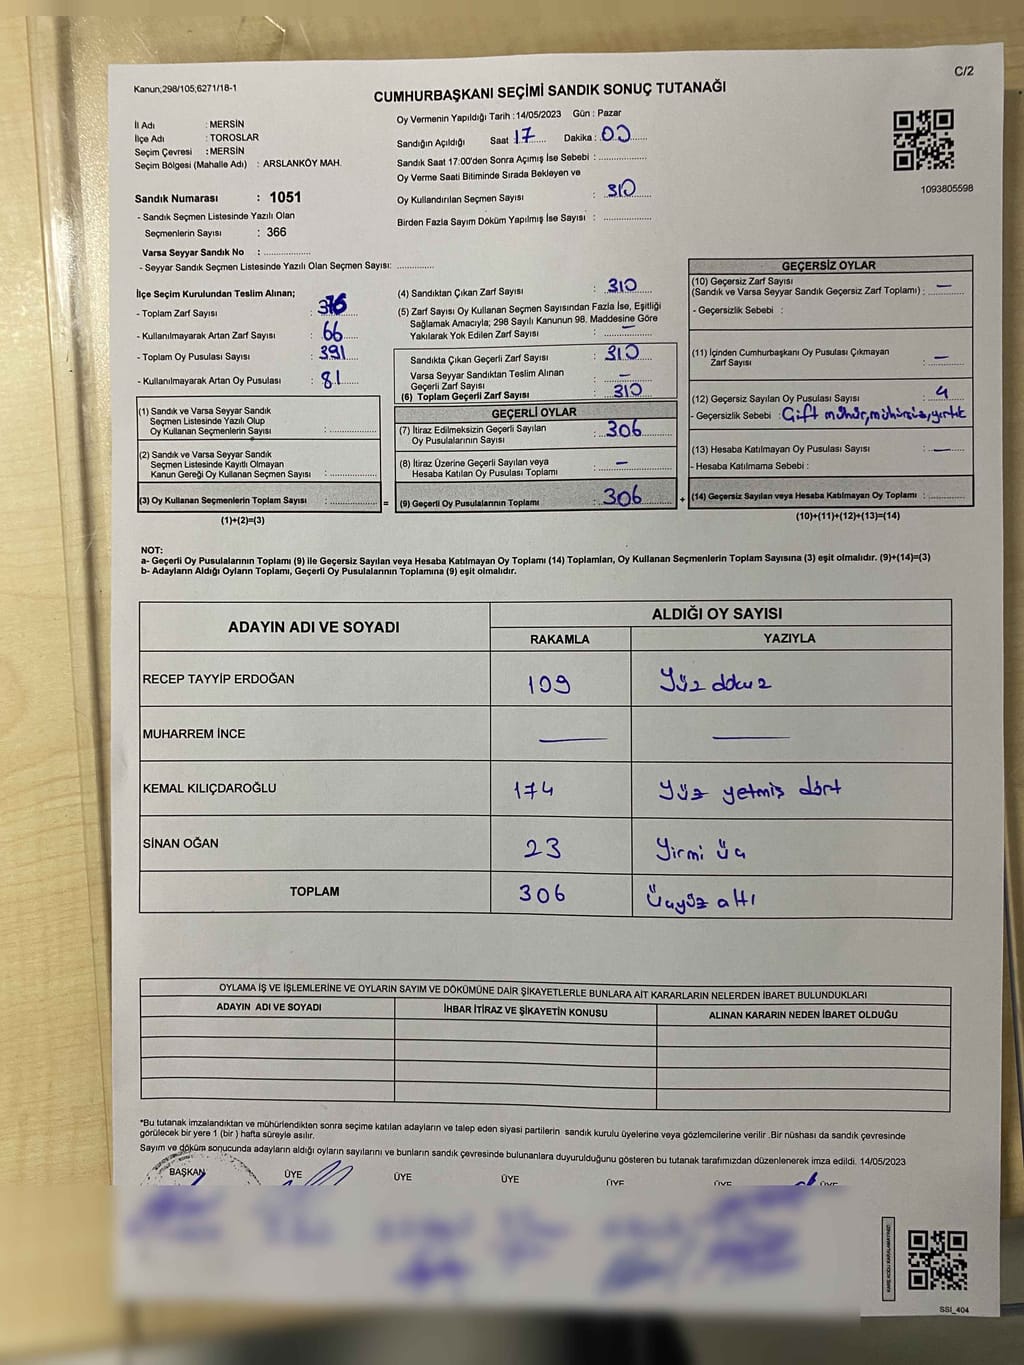 Kanun;298/105;6271/18-1
C/2
CUMHURBAŞKANI SEÇİMİ SANDIK SONUÇ TUTANAĞI
İl Adı : MERSİN
İlçe Adı : TOROSLAR
Seçim Çevresi : MERSİN
Seçim Bölgesi (Mahalle Adı) : ARSLANKÖY MAH.
Sandık Numarası : 1051
- Sandık Seçmen Listesinde Yazılı Olan
Seçmenlerin Sayısı : 366
Varsa Seyyar Sandık No : ..............
- Seyyar Sandık Seçmen Listesinde Yazılı Olan Seçmen Sayısı: ............
Oy Vermenin Yapıldığı Tarih : 14/05/2023 Gün : Pazar
Sandığın Açıldığı Saat 17 Dakika : 00
Sandık Saat 17:00'den Sonra Açımış İse Sebebi : ..............
Oy Verme Saati Bitiminde Sırada Bekleyen ve
Oy Kullandırılan Seçmen Sayısı : 310
Birden Fazla Sayım Döküm Yapılmış İse Sayısı : ..............
1093805598
İlçe Seçim Kurulundan Teslim Alınan;
- Toplam Zarf Sayısı : 376
- Kullanılmayarak Artan Zarf Sayısı : 66
- Toplam Oy Pusulası Sayısı : 391
- Kullanılmayarak Artan Oy Pusulası : 81
(1) Sandık ve Varsa Seyyar Sandık
Seçmen Listesinde Yazılı Olup
Oy Kullanan Seçmenlerin Sayısı : ..............
(2) Sandık ve Varsa Seyyar Sandık
Seçmen Listesinde Kayıtlı Olmayan
Kanun Gereği Oy Kullanan Seçmen Sayısı : ..............
(3) Oy Kullanan Seçmenlerin Toplam Sayısı : ..............
(1)+(2)=(3)
(4) Sandıktan Çıkan Zarf Sayısı : 310
(5) Zarf Sayısı Oy Kullanan Seçmen Sayısından Fazla İse, Eşitliği
Sağlamak Amacıyla; 298 Sayılı Kanunun 98. Maddesine Göre
Yakılarak Yok Edilen Zarf Sayısı : —
Sandıkta Çıkan Geçerli Zarf Sayısı : 310
Varsa Seyyar Sandıktan Teslim Alınan
Geçerli Zarf Sayısı : —
(6) Toplam Geçerli Zarf Sayısı : 310
GEÇERLİ OYLAR
(7) İtiraz Edilmeksizin Geçerli Sayılan
Oy Pusulalarının Sayısı : 306
(8) İtiraz Üzerine Geçerli Sayılan veya
Hesaba Katılan Oy Pusulası Toplamı : —
= (9) Geçerli Oy Pusulalarının Toplamı : 306
GEÇERSİZ OYLAR
(10) Geçersiz Zarf Sayısı
(Sandık ve Varsa Seyyar Sandık Geçersiz Zarf Toplamı) : —
- Geçersizlik Sebebi :
(11) İçinden Cumhurbaşkanı Oy Pusulası Çıkmayan
Zarf Sayısı : —
(12) Geçersiz Sayılan Oy Pusulası Sayısı : 4
- Geçersizlik Sebebi : Çift mühür, mühürsüz, yırtık
(13) Hesaba Katılmayan Oy Pusulası Sayısı : —
- Hesaba Katılmama Sebebi :
+ (14) Geçersiz Sayılan veya Hesaba Katılmayan Oy Toplamı : ............
(10)+(11)+(12)+(13)=(14)
NOT:
a- Geçerli Oy Pusulalarının Toplamı (9) ile Geçersiz Sayılan veya Hesaba Katılmayan Oy Toplamı (14) Toplamları, Oy Kullanan Seçmenlerin Toplam Sayısına (3) eşit olmalıdır. (9)+(14)=(3)
b- Adayların Aldığı Oyların Toplamı, Geçerli Oy Pusulalarının Toplamına (9) eşit olmalıdır.
ADAYIN ADI VE SOYADI
ALDIĞI OY SAYISI
RAKAMLA YAZIYLA
RECEP TAYYİP ERDOĞAN 109 Yüz dokuz
MUHARREM İNCE — —
KEMAL KILIÇDAROĞLU 174 Yüz yetmiş dört
SİNAN OĞAN 23 Yirmi üç
TOPLAM 306 Üçyüz altı
OYLAMA İŞ VE İŞLEMLERİNE VE OYLARIN SAYIM VE DÖKÜMÜNE DAİR ŞİKAYETLERLE BUNLARA AİT KARARLARIN NELERDEN İBARET BULUNDUKLARI
ADAYIN ADI VE SOYADI İHBAR İTİRAZ VE ŞİKAYETİN KONUSU ALINAN KARARIN NEDEN İBARET OLDUĞU
*Bu tutanak imzalandıktan ve mühürlendikten sonra seçime katılan adayların ve talep eden siyasi partilerin sandık kurulu üyelerine veya gözlemcilerine verilir .Bir nüshası da sandık çevresinde
görülecek bir yere 1 (bir ) hafta süreyle asılır.
Sayım ve döküm sonucunda adayların aldığı oyların sayılarını ve bunların sandık çevresinde bulunanlara duyurulduğunu gösteren bu tutanak tarafımızdan düzenlenerek imza edildi. 14/05/2023
BAŞKAN ÜYE ÜYE ÜYE ÜYE ÜYE ÜYE
SSI_404